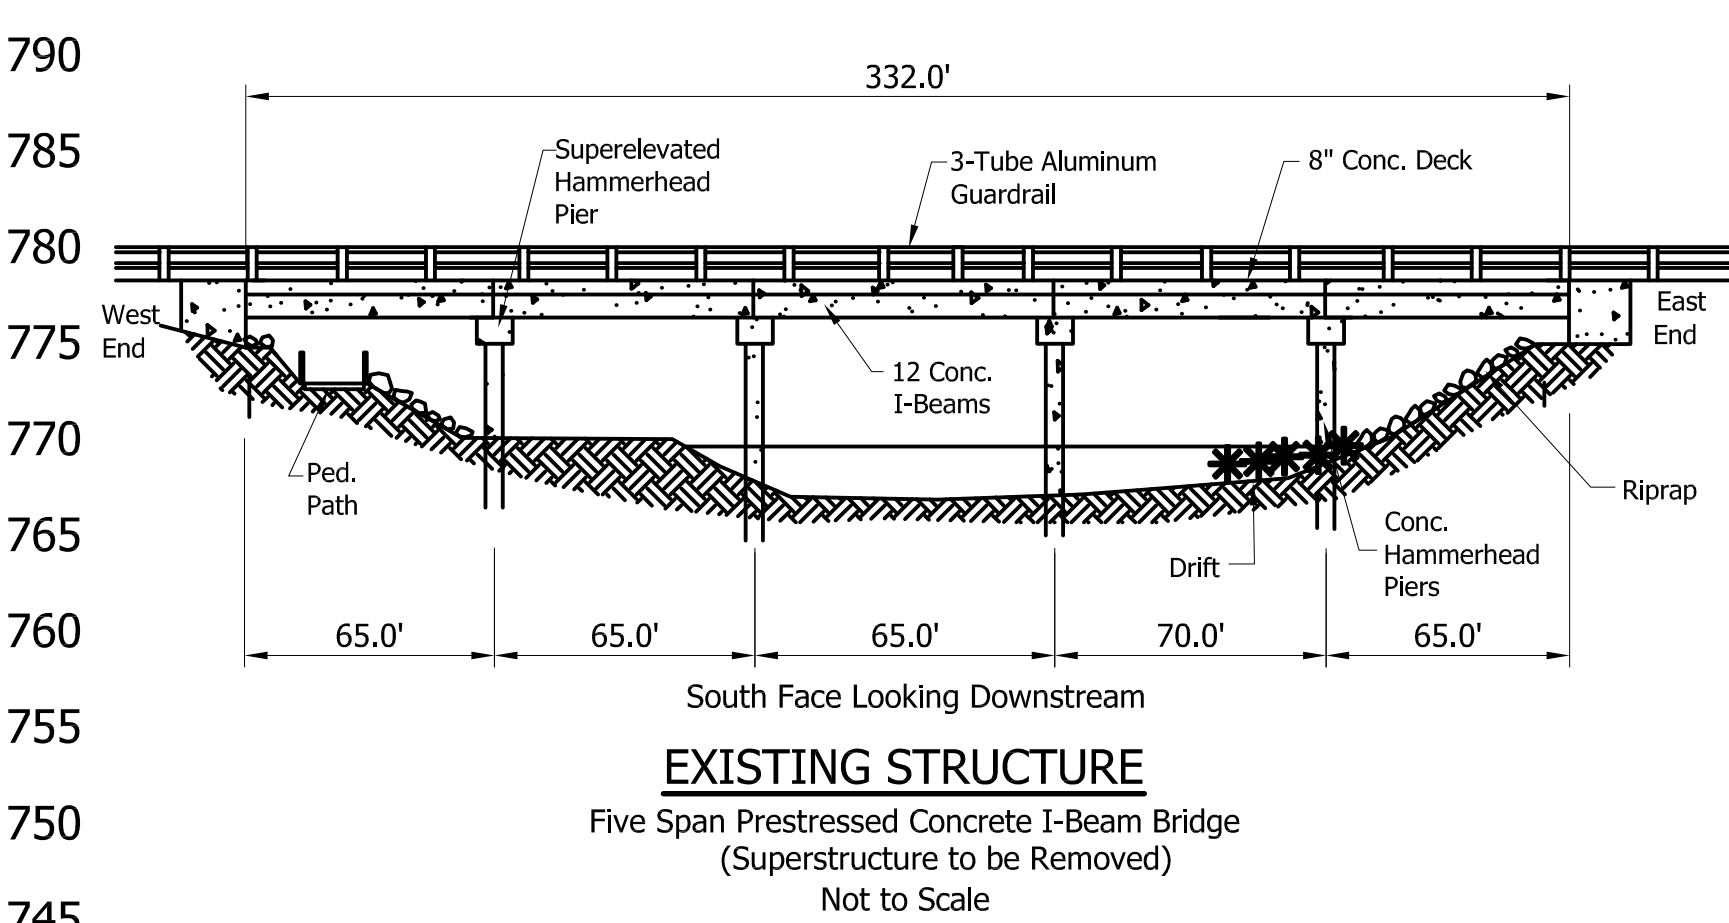 790
332.0'
785
Superelevated
Hammerhead
Pier
3-Tube Aluminum
Guardrail
8" Conc. Deck
780
West
End
East
End
775
12 Conc.
I-Beams
770
Ped.
Path
Riprap
765
Conc.
Hammerhead
Piers
Drift
760
65.0'
65.0'
65.0'
70.0'
65.0'
South Face Looking Downstream
755
EXISTING STRUCTURE
750
Five Span Prestressed Concrete I-Beam Bridge
(Superstructure to be Removed)
Not to Scale
745